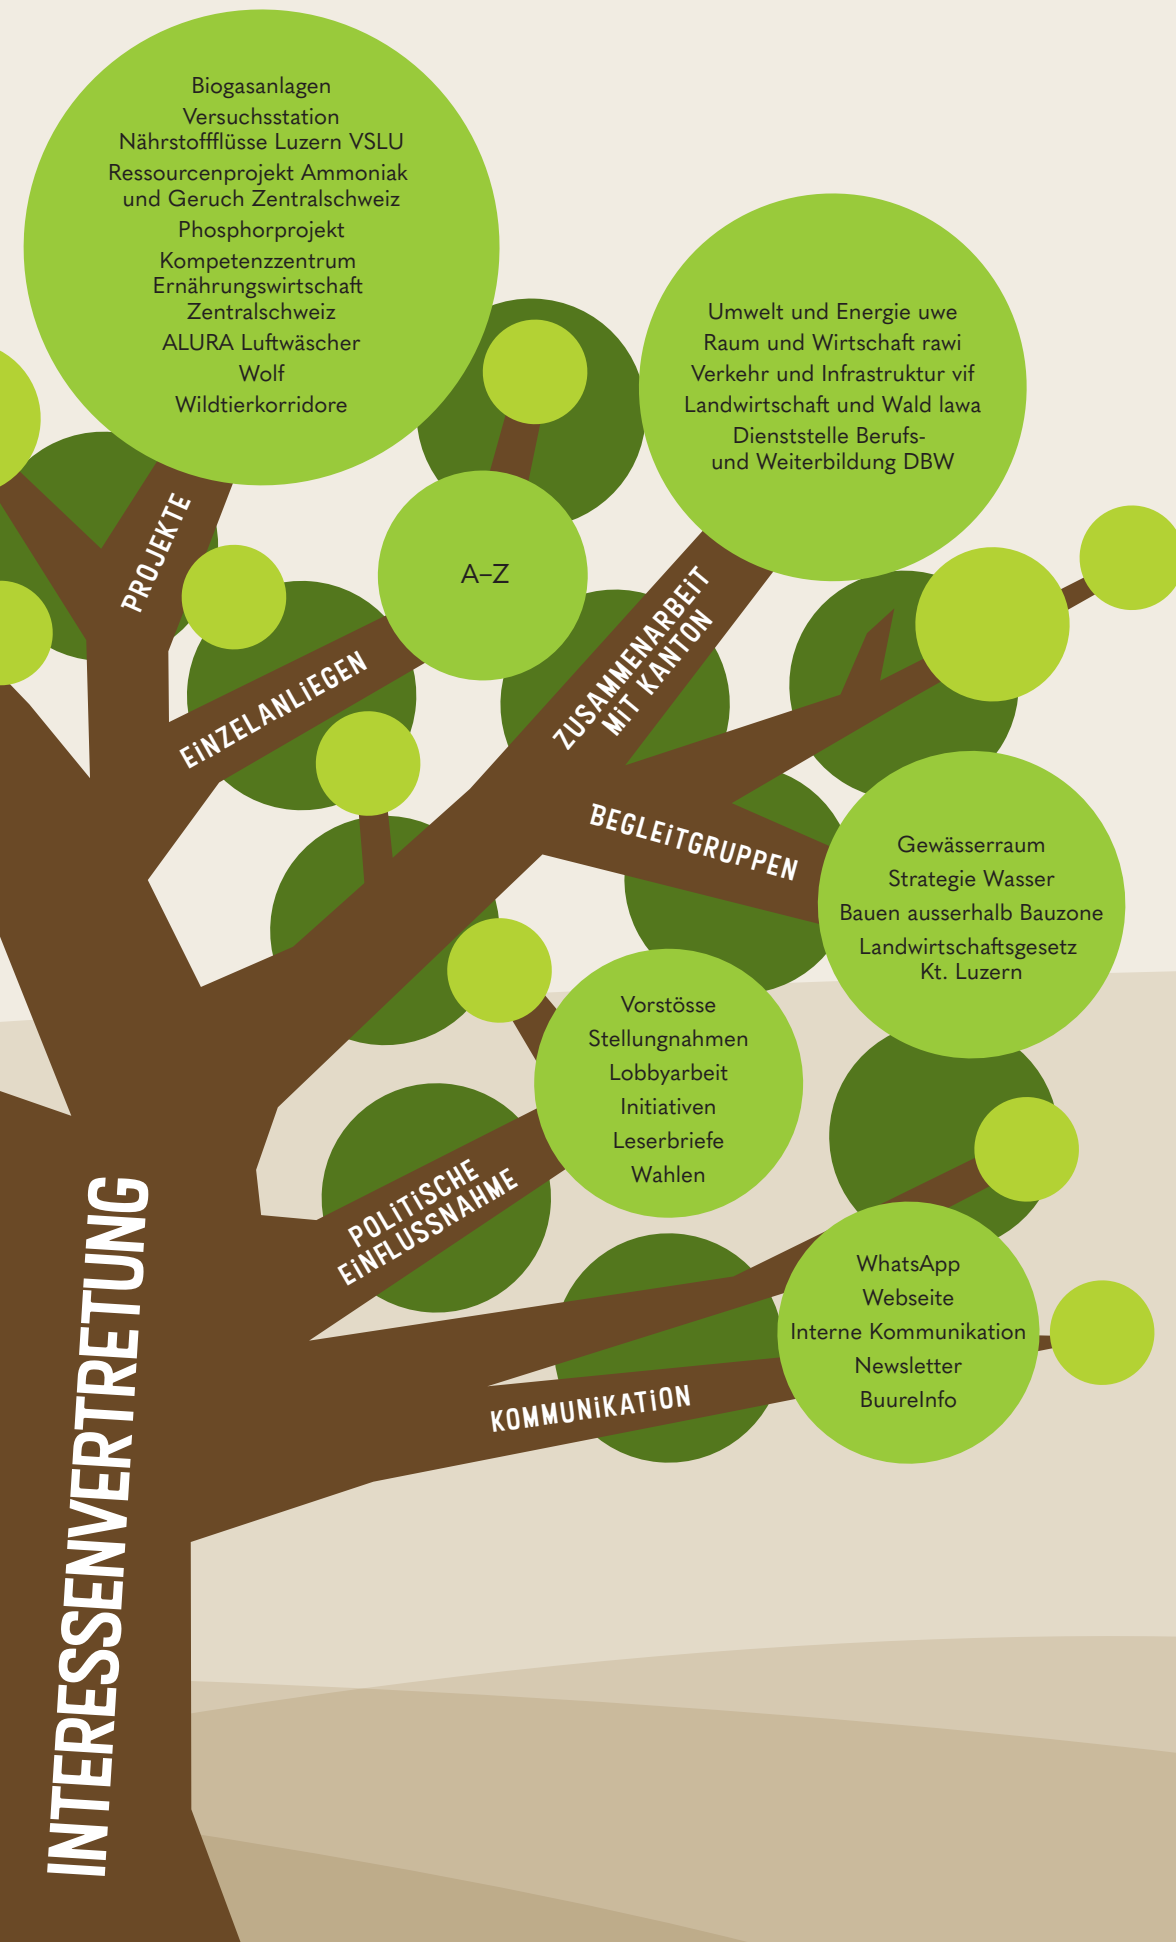 Biogasanlagen
Versuchsstation
Nährstoffflüsse Luzern VSLU
Ressourcenprojekt Ammoniak
und Geruch Zentralschweiz
Phosphorprojekt
Kompetenzzentrum
Ernährungswirtschaft
Zentralschweiz
ALURA Luftwäscher
Wolf
Wildtierkorridore
PROJEKTE
A–Z
EINZELANLIEGEN
Umwelt und Energie uwe
Raum und Wirtschaft rawi
Verkehr und Infrastruktur vif
Landwirtschaft und Wald lawa
Dienststelle Berufs-
und Weiterbildung DBW
ZUSAMMENARBEIT
MIT KANTON
BEGLEITGRUPPEN
Gewässerraum
Strategie Wasser
Bauen ausserhalb Bauzone
Landwirtschaftsgesetz
Kt. Luzern
Vorstösse
Stellungnahmen
Lobbyarbeit
Initiativen
Leserbriefe
Wahlen
POLITISCHE
EINFLUSSNAHME
WhatsApp
Webseite
Interne Kommunikation
Newsletter
BuureInfo
KOMMUNIKATION
INTERESSENVERTRETUNG